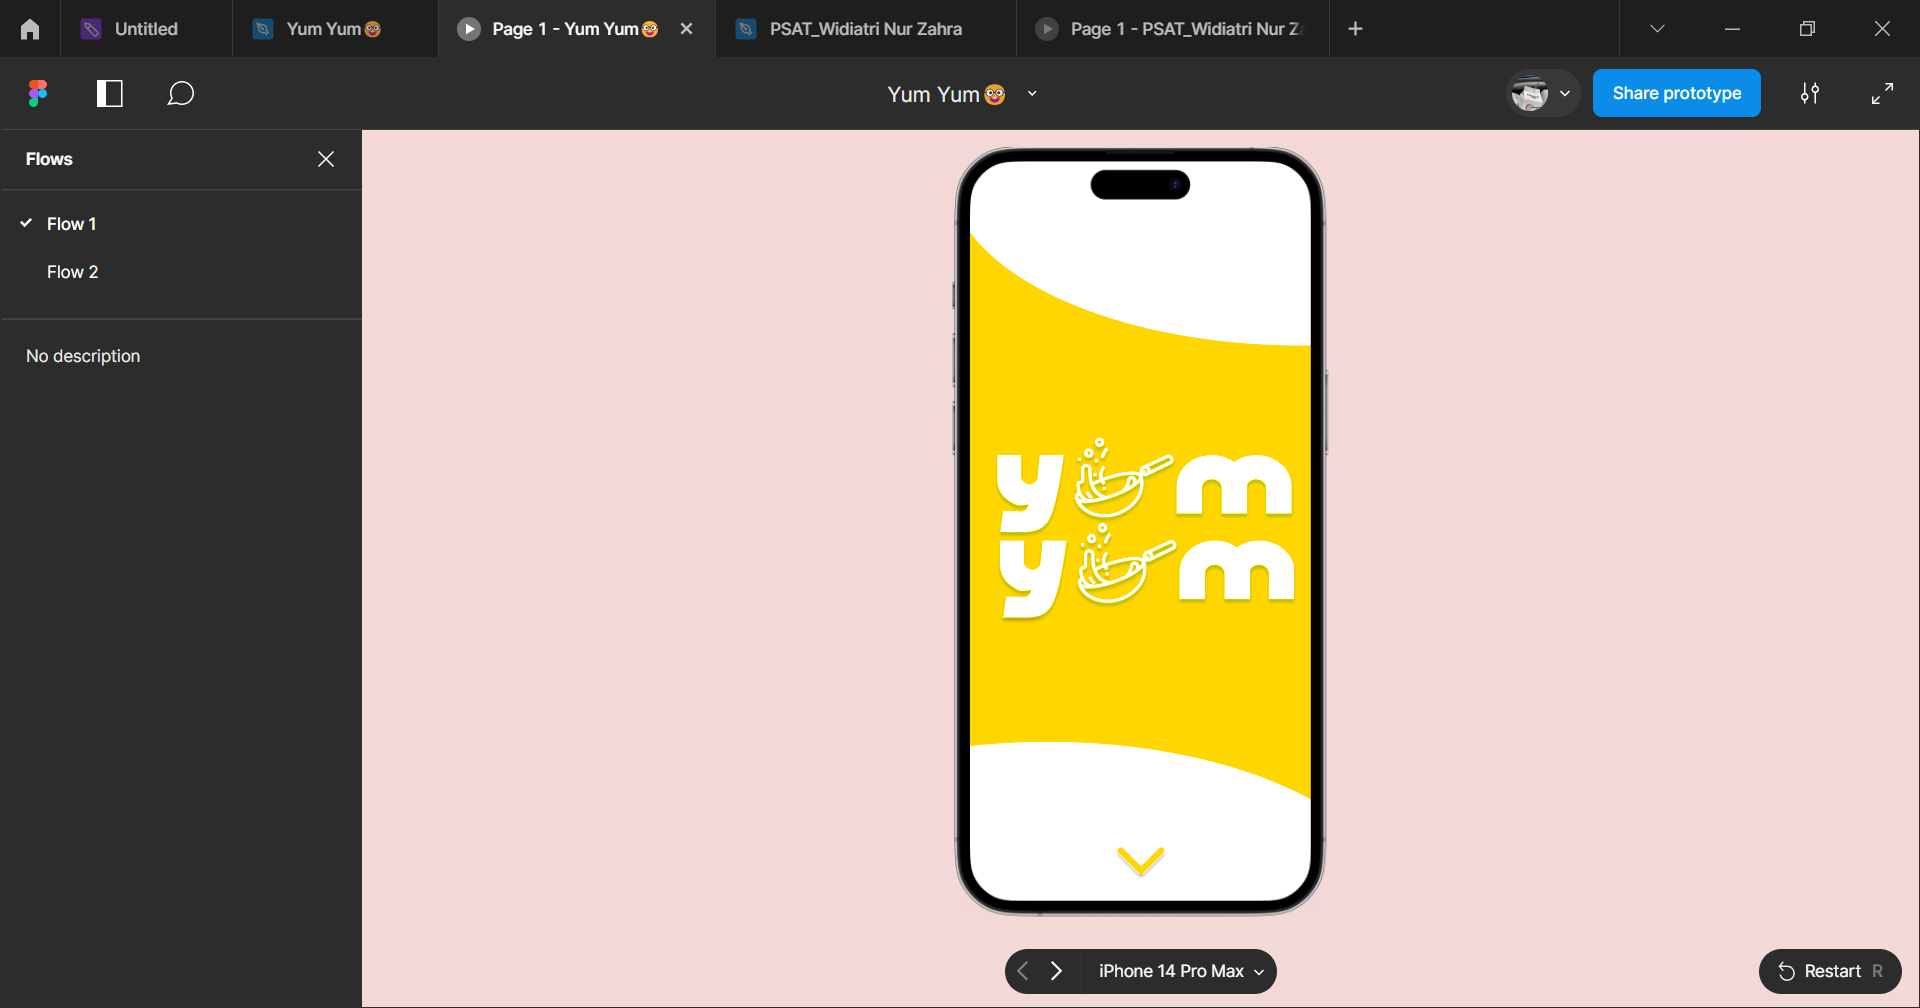 Untitled
Yum Yum🤓
Page 1 - Yum Yum🤓
PSAT_Widiatri Nur Zahra
Page 1 - PSAT_Widiatri Nur
Yum Yum🤓
Share prototype
Flows
Flow 1
Flow 2
No description
yum
yum
iPhone 14 Pro Max
Restart R